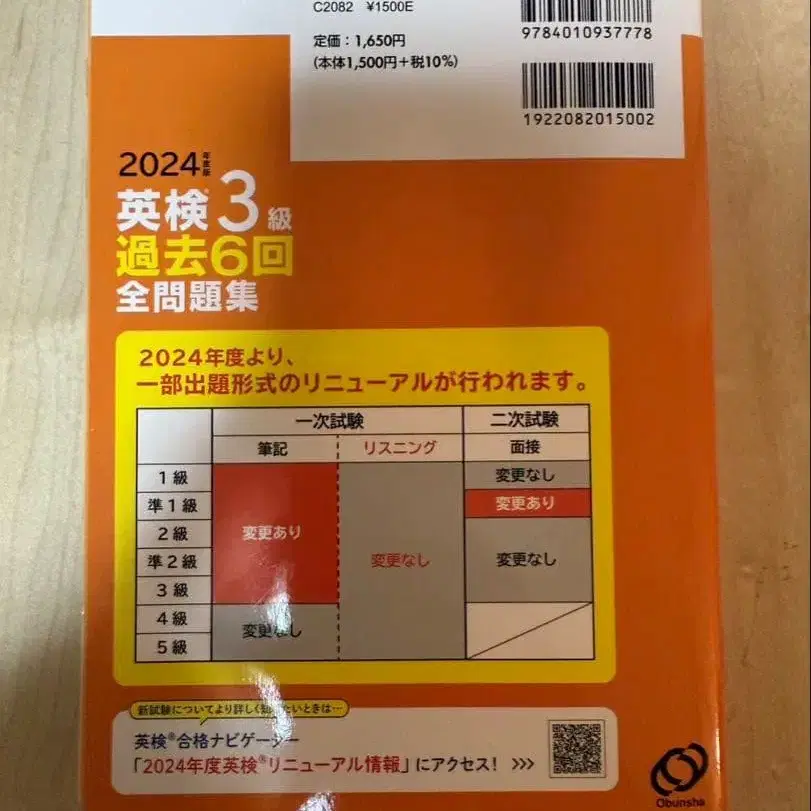 C2082 ¥1500E
定価：1,650円
(本体1,500円＋税10%)
9784010937778
1922082015002
2024年度版
英検®3級
過去6回
全問題集
2024年度より、
一部出題形式のリニューアルが行われます。
一次試験 二次試験
筆記 リスニング 面接
1級 変更なし
準1級 変更あり
2級 変更あり
準2級 変更なし 変更なし
3級
4級 変更なし
5級
新試験についてより詳しく知りたいときは…
英検®合格ナビゲーター
「2024年度英検®リニューアル情報」にアクセス！ >>>
Obunsha